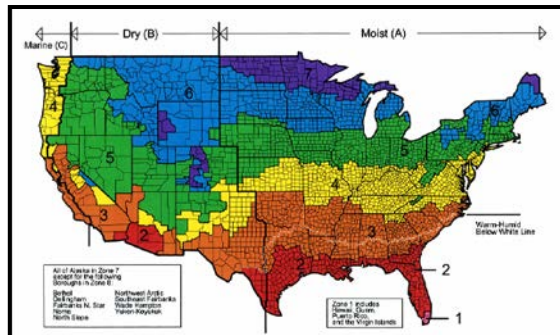 Marine (C)
Dry (B)
Moist (A)
7
6
6
4
5
5
4
3
3
2
2
Warm-Humid
Below White Line
2
1
All of Alaska in Zone 7
except for the following
Boroughs in Zone 8:
Bethel Northwest Arctic
Dellingham Southeast Fairbanks
Fairbanks N. Star Wade Hampton
Nome Yukon-Koyukuk
North Slope
Zone 1 includes
Hawaii, Guam,
Puerto Rico,
and the Virgin Islands